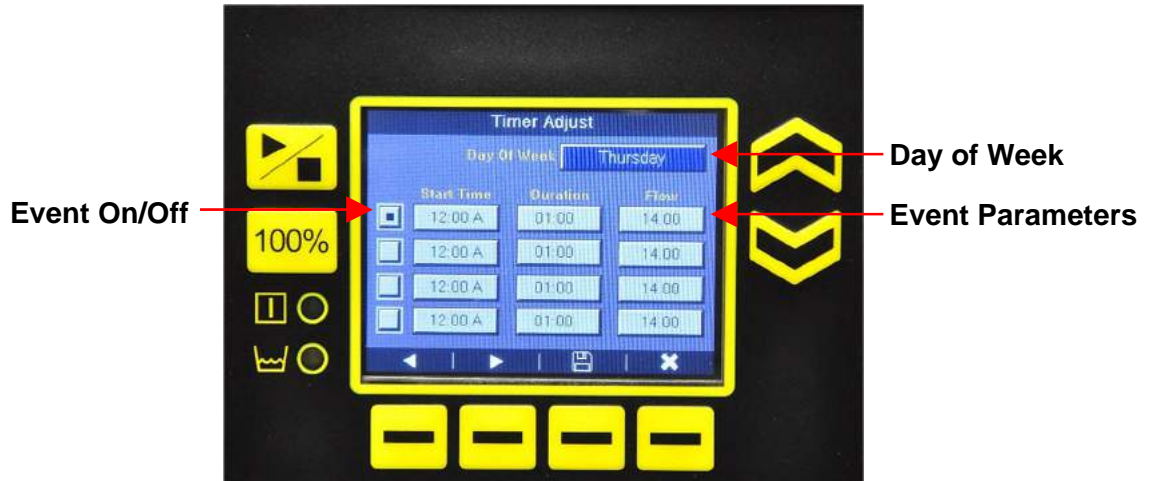 Timer Adjust
Day Of Week Thursday
Day of Week
Start Time Duration Flow
Event On/Off
12:00 A 01:00 14.00
Event Parameters
100%
12:00 A 01:00 14.00
12:00 A 01:00 14.00
12:00 A 01:00 14.00